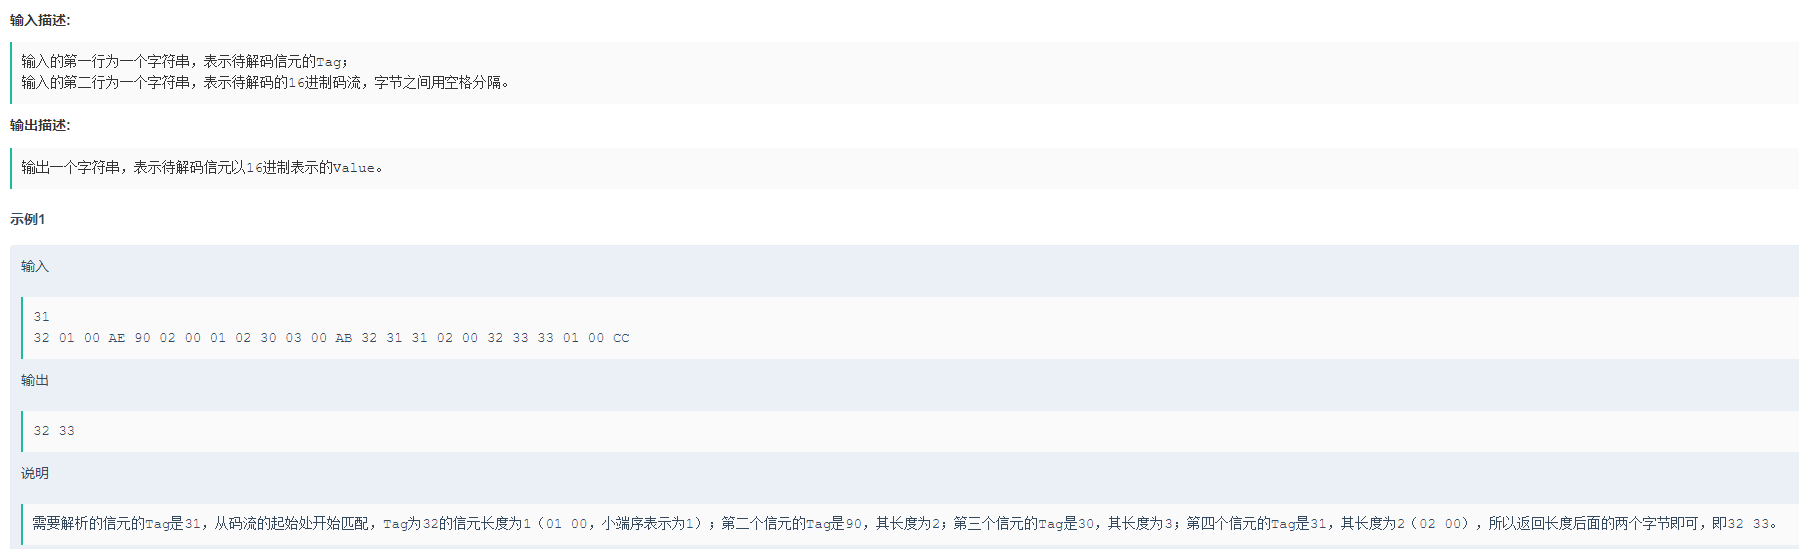 输入描述:
输入的第一行为一个字符串，表示待解码信元的Tag；
输入的第二行为一个字符串，表示待解码的16进制码流，字节之间用空格分隔。
输出描述:
输出一个字符串，表示待解码信元以16进制表示的Value。
示例1
输入
31
32 01 00 AE 90 02 00 01 02 30 03 00 AB 32 31 31 02 00 32 33 33 01 00 CC
输出
32 33
说明
需要解析的信元的Tag是31，从码流的起始处开始匹配，Tag为32的信元长度为1（01 00，小端序表示为1）；第二个信元的Tag是90，其长度为2；第三个信元的Tag是30，其长度为3；第四个信元的Tag是31，其长度为2（02 00），所以返回长度后面的两个字节即可，即32 33。